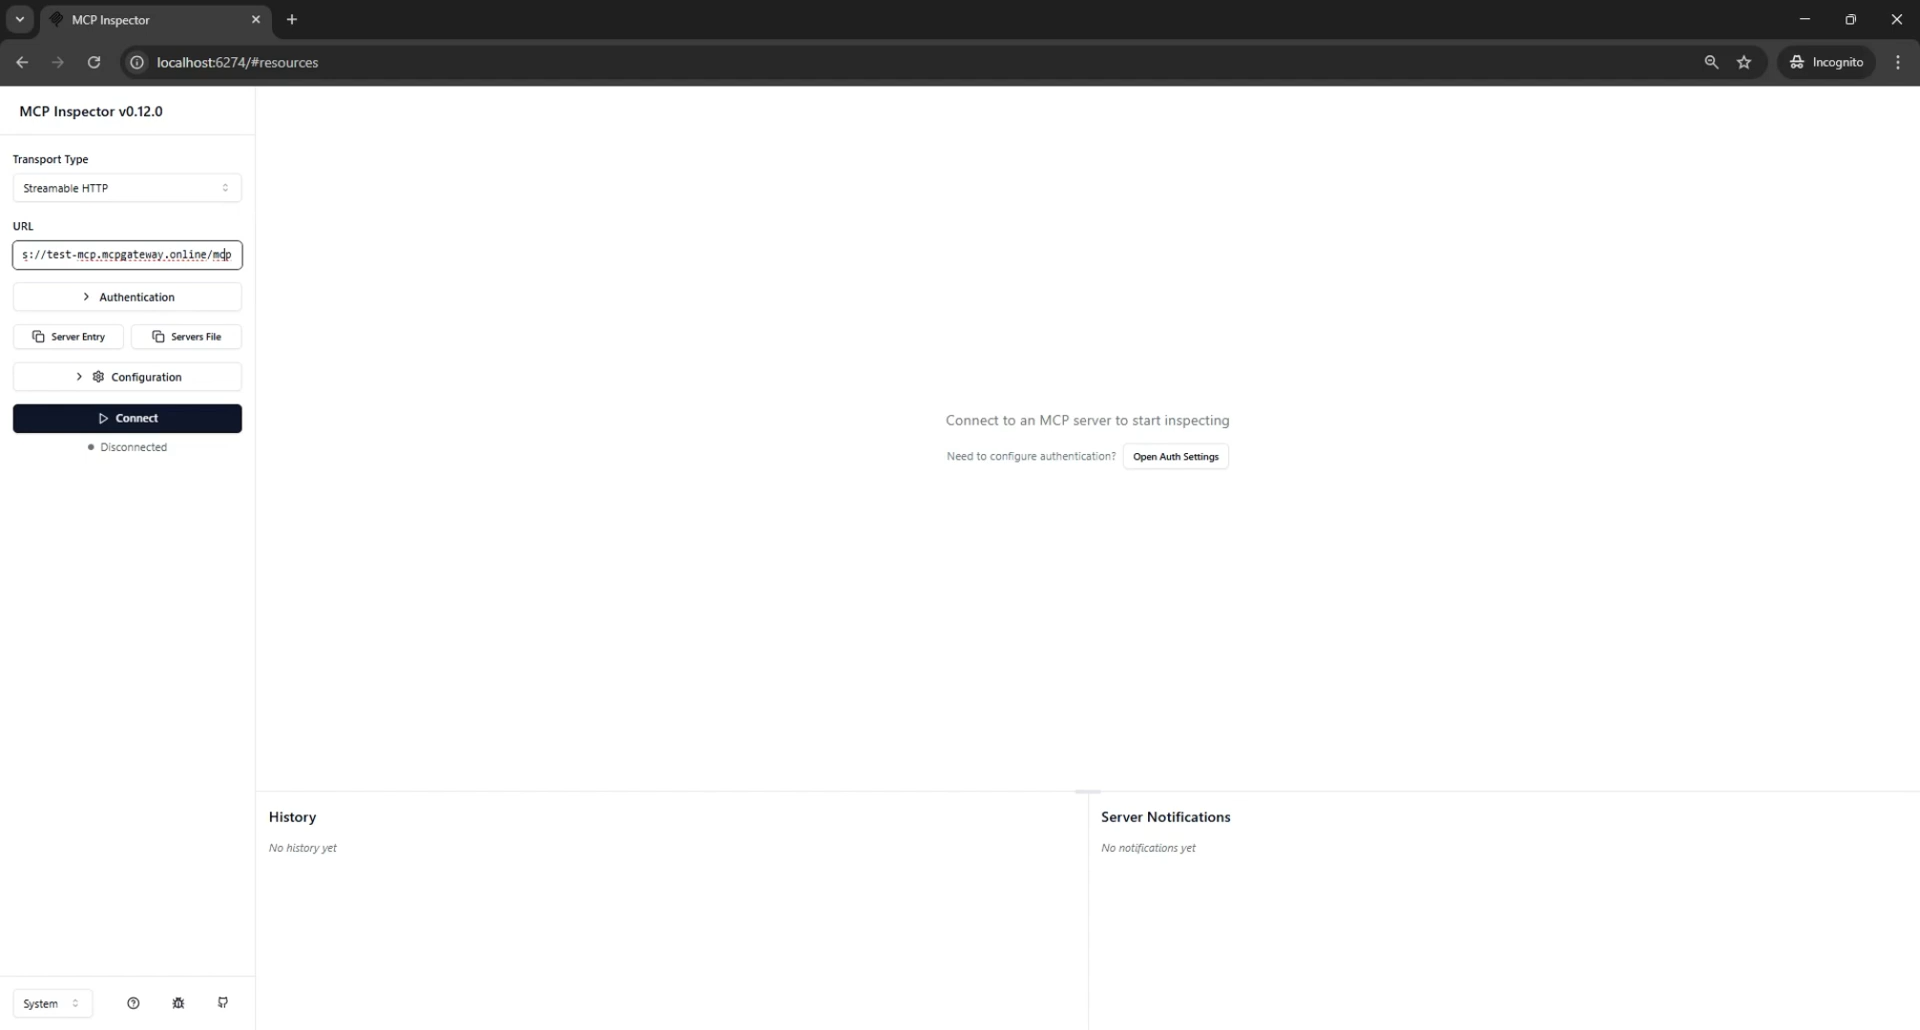 MCP Inspector
localhost:6274/#resources
Incognito
MCP Inspector v0.12.0
Transport Type
Streamable HTTP
URL
s://test-mcp.mcpgateway.online/mcp
Authentication
Server Entry
Servers File
Configuration
Connect
Disconnected
Connect to an MCP server to start inspecting
Need to configure authentication? Open Auth Settings
History
No history yet
Server Notifications
No notifications yet
System